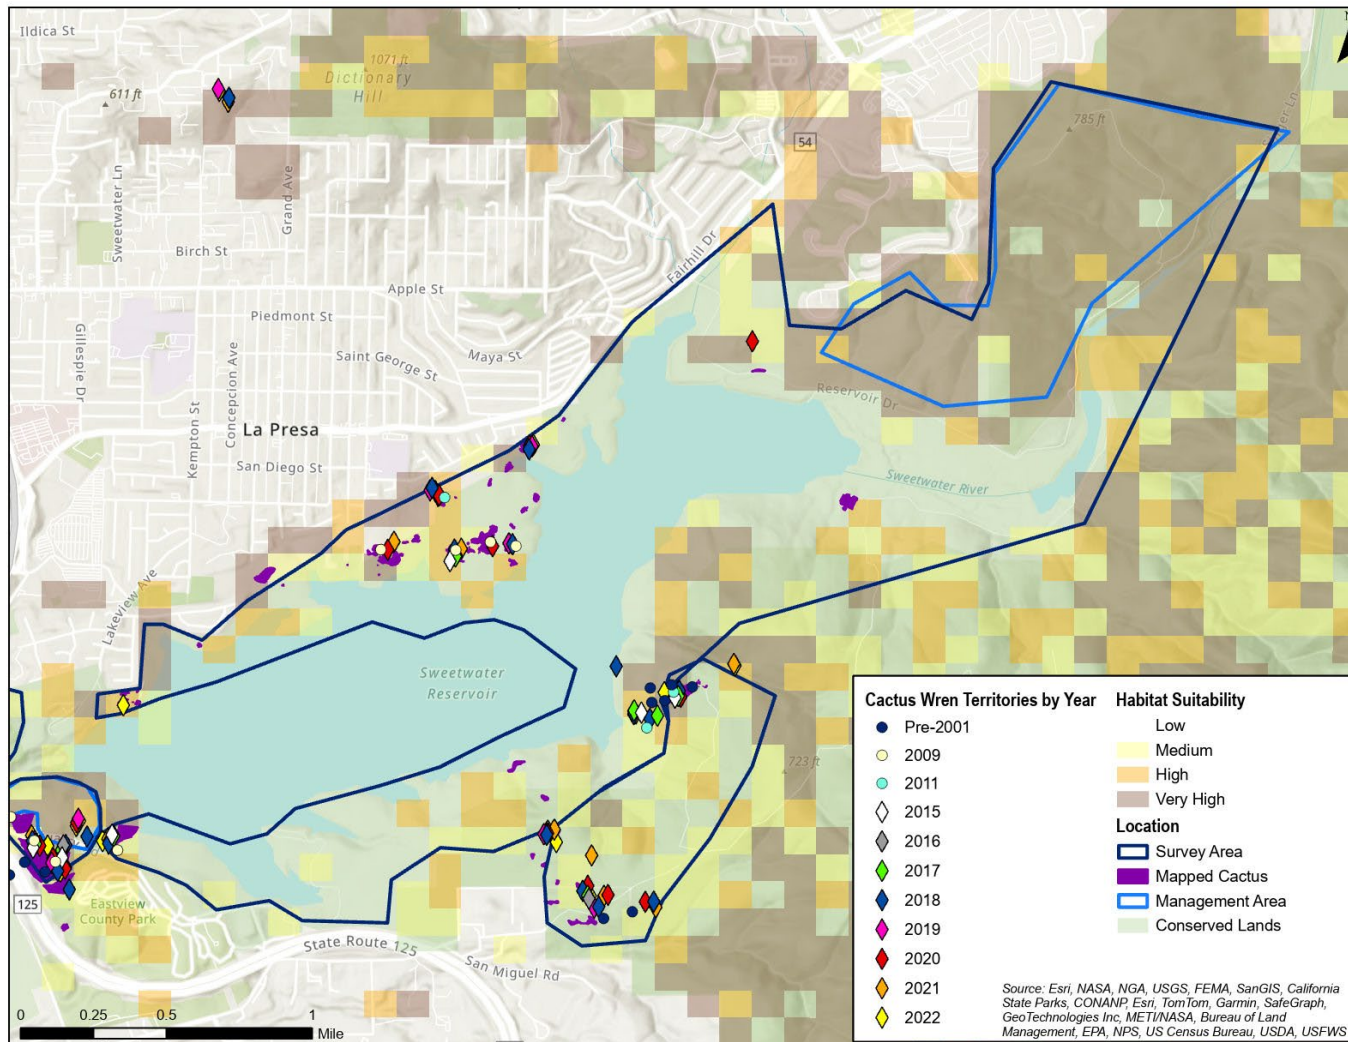 Ildica St
1071 ft
Dictionary
Hill
611 ft
54
785 ft
Sweetwater Ln
Grand Ave
Birch St
Fairhill Dr
Apple St
Piedmont St
Gillespie Dr
Saint George St
Maya St
Concepcion Ave
Kempton St
Reservoir Dr
La Presa
San Diego St
Sweetwater River
Lakeview Ave
Sweetwater
Reservoir
723 ft
Eastview
County Park
125
State Route 125
San Miguel Rd
0 0.25 0.5 1
Mile
Cactus Wren Territories by Year
Pre-2001
2009
2011
2015
2016
2017
2018
2019
2020
2021
2022
Habitat Suitability
Low
Medium
High
Very High
Location
Survey Area
Mapped Cactus
Management Area
Conserved Lands
Source: Esri, NASA, NGA, USGS, FEMA, SanGIS, California
State Parks, CONANP, Esri, TomTom, Garmin, SafeGraph,
GeoTechnologies Inc, METI/NASA, Bureau of Land
Management, EPA, NPS, US Census Bureau, USDA, USFWS